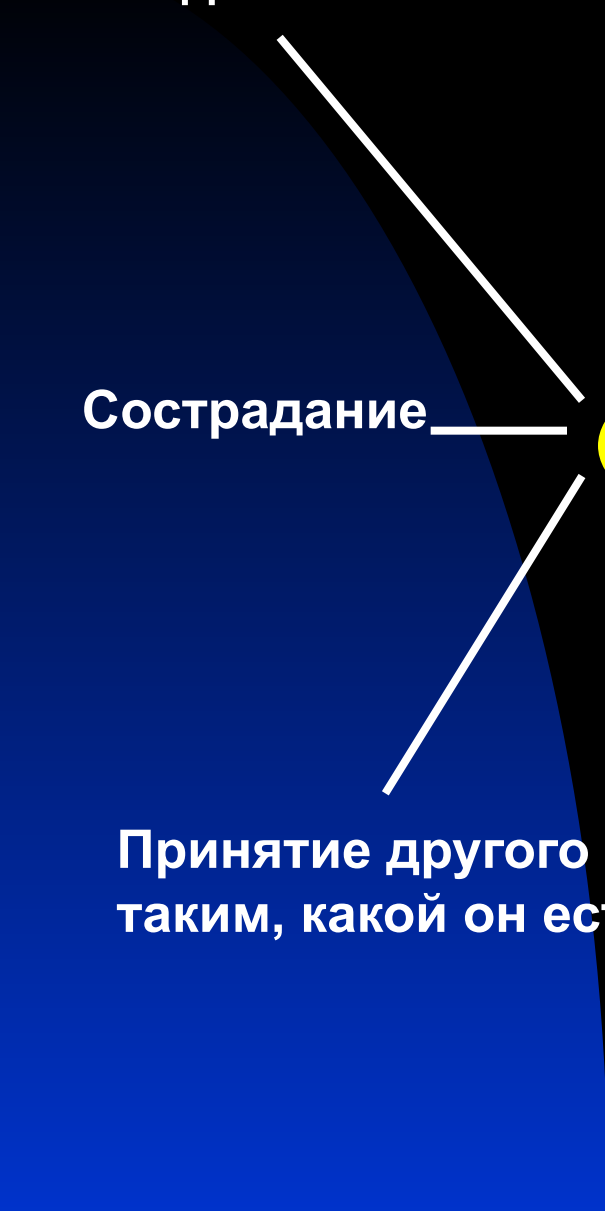 Сострадание
Принятие другого
таким, какой он